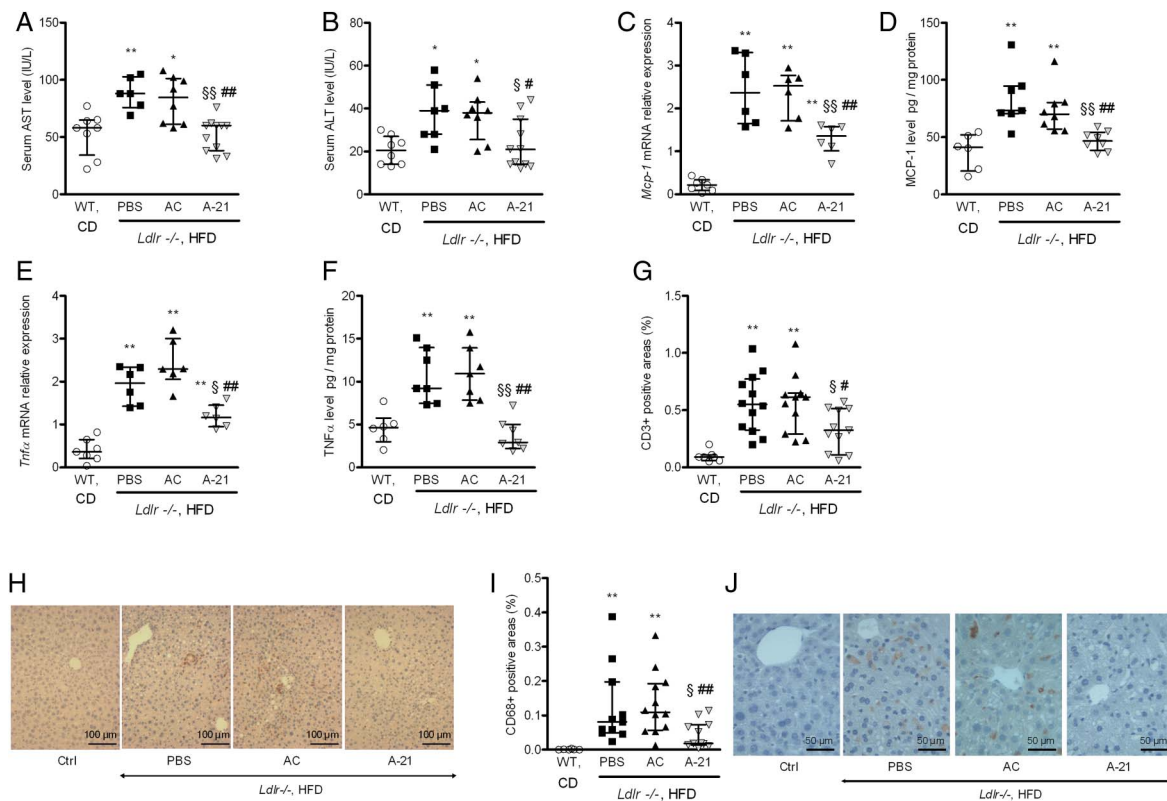 A
Serum AST level (IU/L)
150
100
50
0
**
*
§§ ##
WT,
CD
PBS
AC
A-21
Ldlr -/-, HFD
B
Serum ALT level (IU/L)
80
60
40
20
0
*
*
§ #
WT,
CD
PBS
AC
A-21
Ldlr -/-, HFD
C
Mcp-1 mRNA relative expression
4
3
2
1
0
**
**
** §§ ##
WT,
CD
PBS
AC
A-21
Ldlr -/-, HFD
D
MCP-1 level pg / mg protein
150
100
50
0
**
**
§§ ##
WT,
CD
PBS
AC
A-21
Ldlr -/-, HFD
E
Tnfα mRNA relative expression
4
3
2
1
0
**
**
** § ##
WT,
CD
PBS
AC
A-21
Ldlr -/-, HFD
F
TNFα level pg / mg protein
20
15
10
5
0
**
**
§§ ##
WT,
CD
PBS
AC
A-21
Ldlr -/-, HFD
G
CD3+ positive areas (%)
1.5
1.0
0.5
0.0
**
**
§ #
WT,
CD
PBS
AC
A-21
Ldlr -/-, HFD
H
100 µm
100 µm
100 µm
100 µm
Ctrl
PBS
AC
A-21
Ldlr-/-, HFD
I
CD68+ positive areas (%)
0.5
0.4
0.3
0.2
0.1
0.0
**
**
§ ##
WT,
CD
PBS
AC
A-21
Ldlr -/-, HFD
J
50 µm
50 µm
50 µm
50 µm
Ctrl
PBS
AC
A-21
Ldlr-/-, HFD